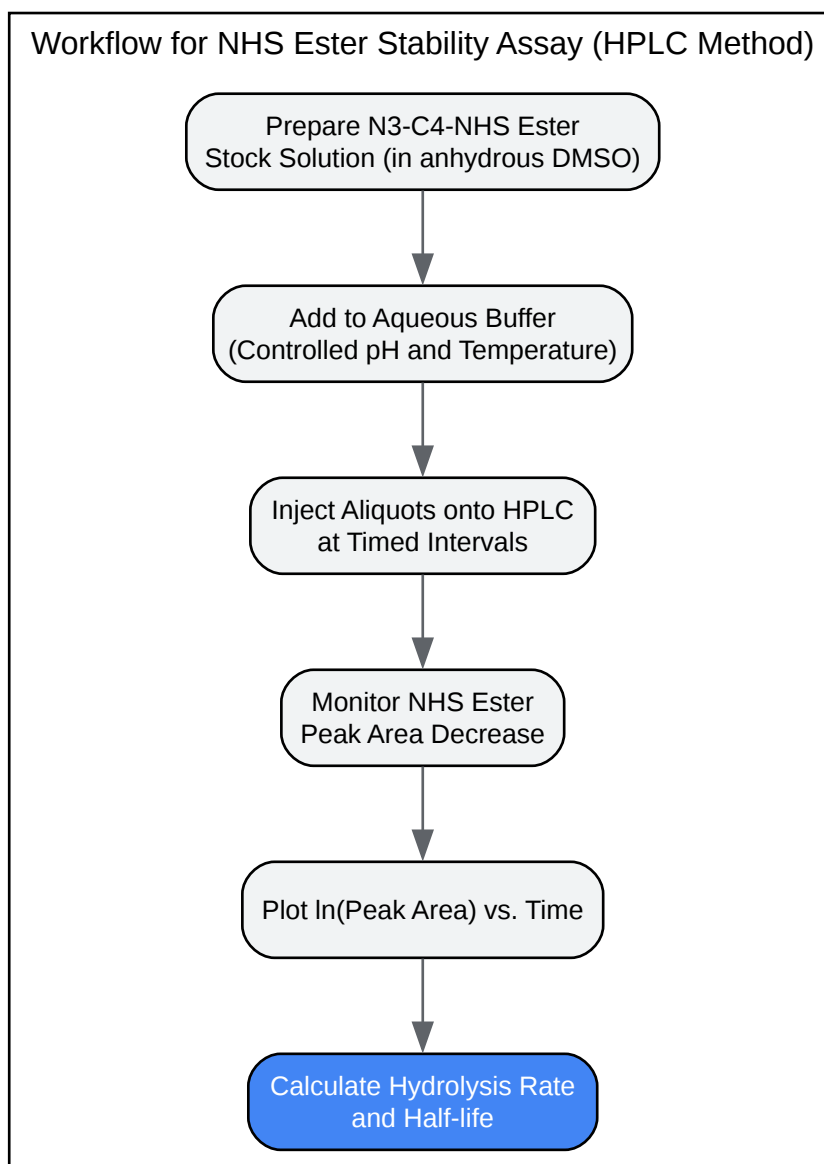 Workflow for NHS Ester Stability Assay (HPLC Method)
Prepare N3-C4-NHS Ester
Stock Solution (in anhydrous DMSO)
Add to Aqueous Buffer
(Controlled pH and Temperature)
Inject Aliquots onto HPLC
at Timed Intervals
Monitor NHS Ester
Peak Area Decrease
Plot ln(Peak Area) vs. Time
Calculate Hydrolysis Rate
and Half-life